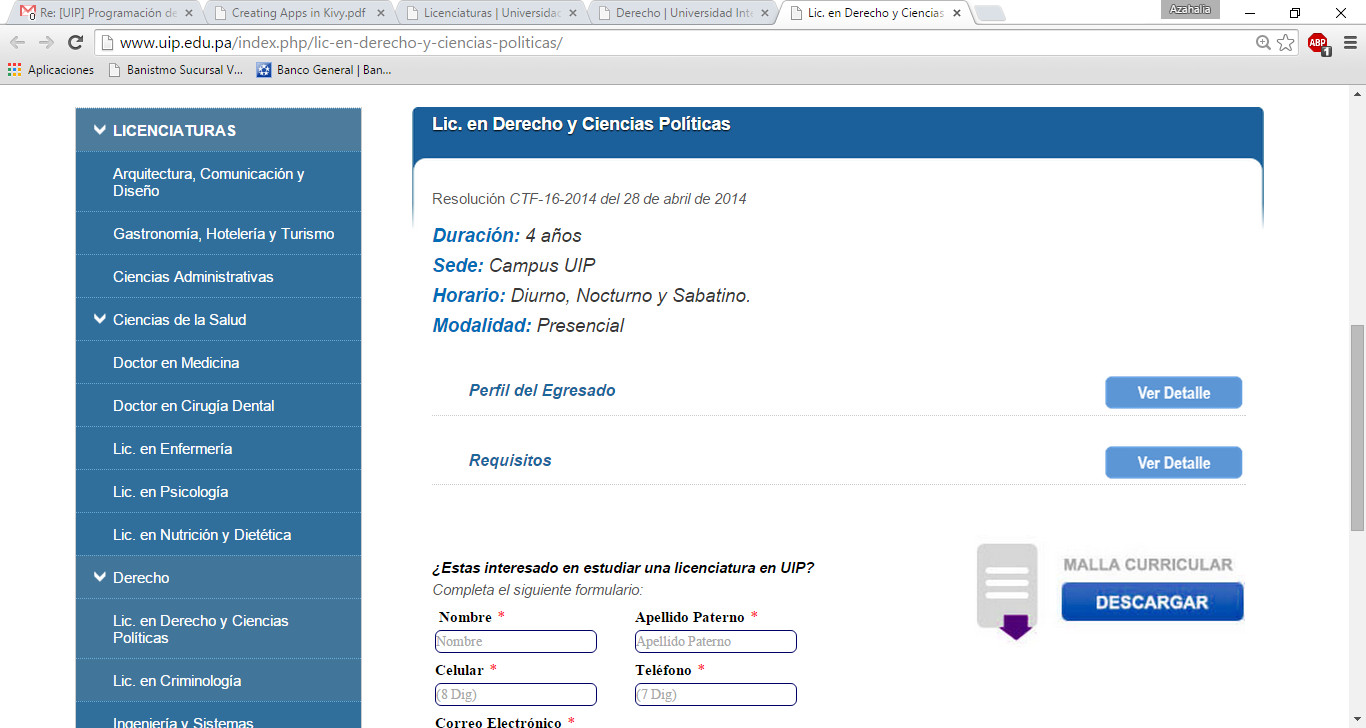 Re: [UIP] Programación de
Creating Apps in Kivy.pdf
Licenciaturas | Universidad
Derecho | Universidad Inte
Lic. en Derecho y Ciencias
Azahalia
www.uip.edu.pa/index.php/lic-en-derecho-y-ciencias-politicas/
ABP
1
Aplicaciones
Banistmo Sucursal V...
Banco General | Ban...
LICENCIATURAS
Arquitectura, Comunicación y
Diseño
Gastronomía, Hotelería y Turismo
Ciencias Administrativas
Ciencias de la Salud
Doctor en Medicina
Doctor en Cirugía Dental
Lic. en Enfermería
Lic. en Psicología
Lic. en Nutrición y Dietética
Derecho
Lic. en Derecho y Ciencias
Políticas
Lic. en Criminología
Ingeniería y Sistemas
Lic. en Derecho y Ciencias Políticas
Resolución CTF-16-2014 del 28 de abril de 2014
Duración: 4 años
Sede: Campus UIP
Horario: Diurno, Nocturno y Sabatino.
Modalidad: Presencial
Perfil del Egresado
Ver Detalle
Requisitos
Ver Detalle
¿Estas interesado en estudiar una licenciatura en UIP?
Completa el siguiente formulario:
Nombre *
Apellido Paterno *
Nombre
Apellido Paterno
Celular *
Teléfono *
(8 Dig)
(7 Dig)
Correo Electrónico *
MALLA CURRICULAR
DESCARGAR